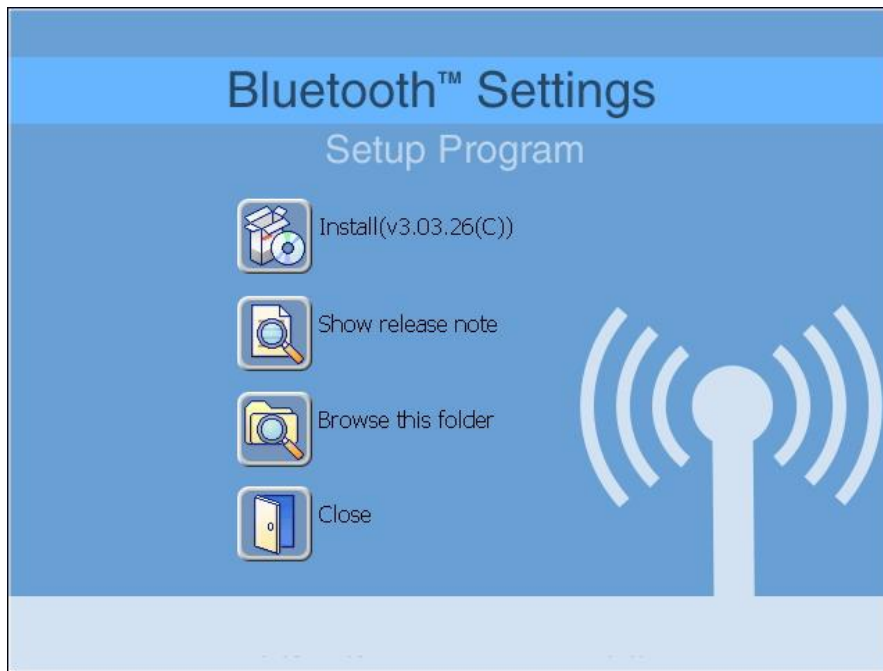 Bluetooth™ Settings
Setup Program
Install(v3.03.26(C))
Show release note
Browse this folder
Close